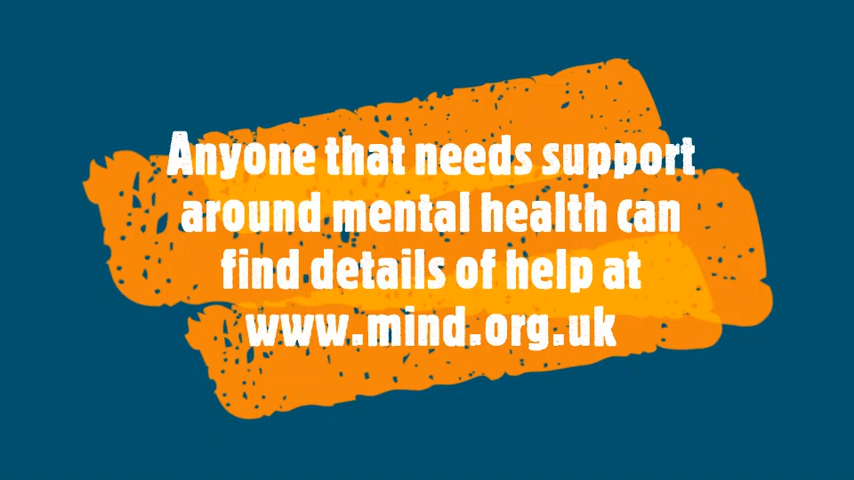 Anyone that needs support
around mental health can
find details of help at
www.mind.org.uk